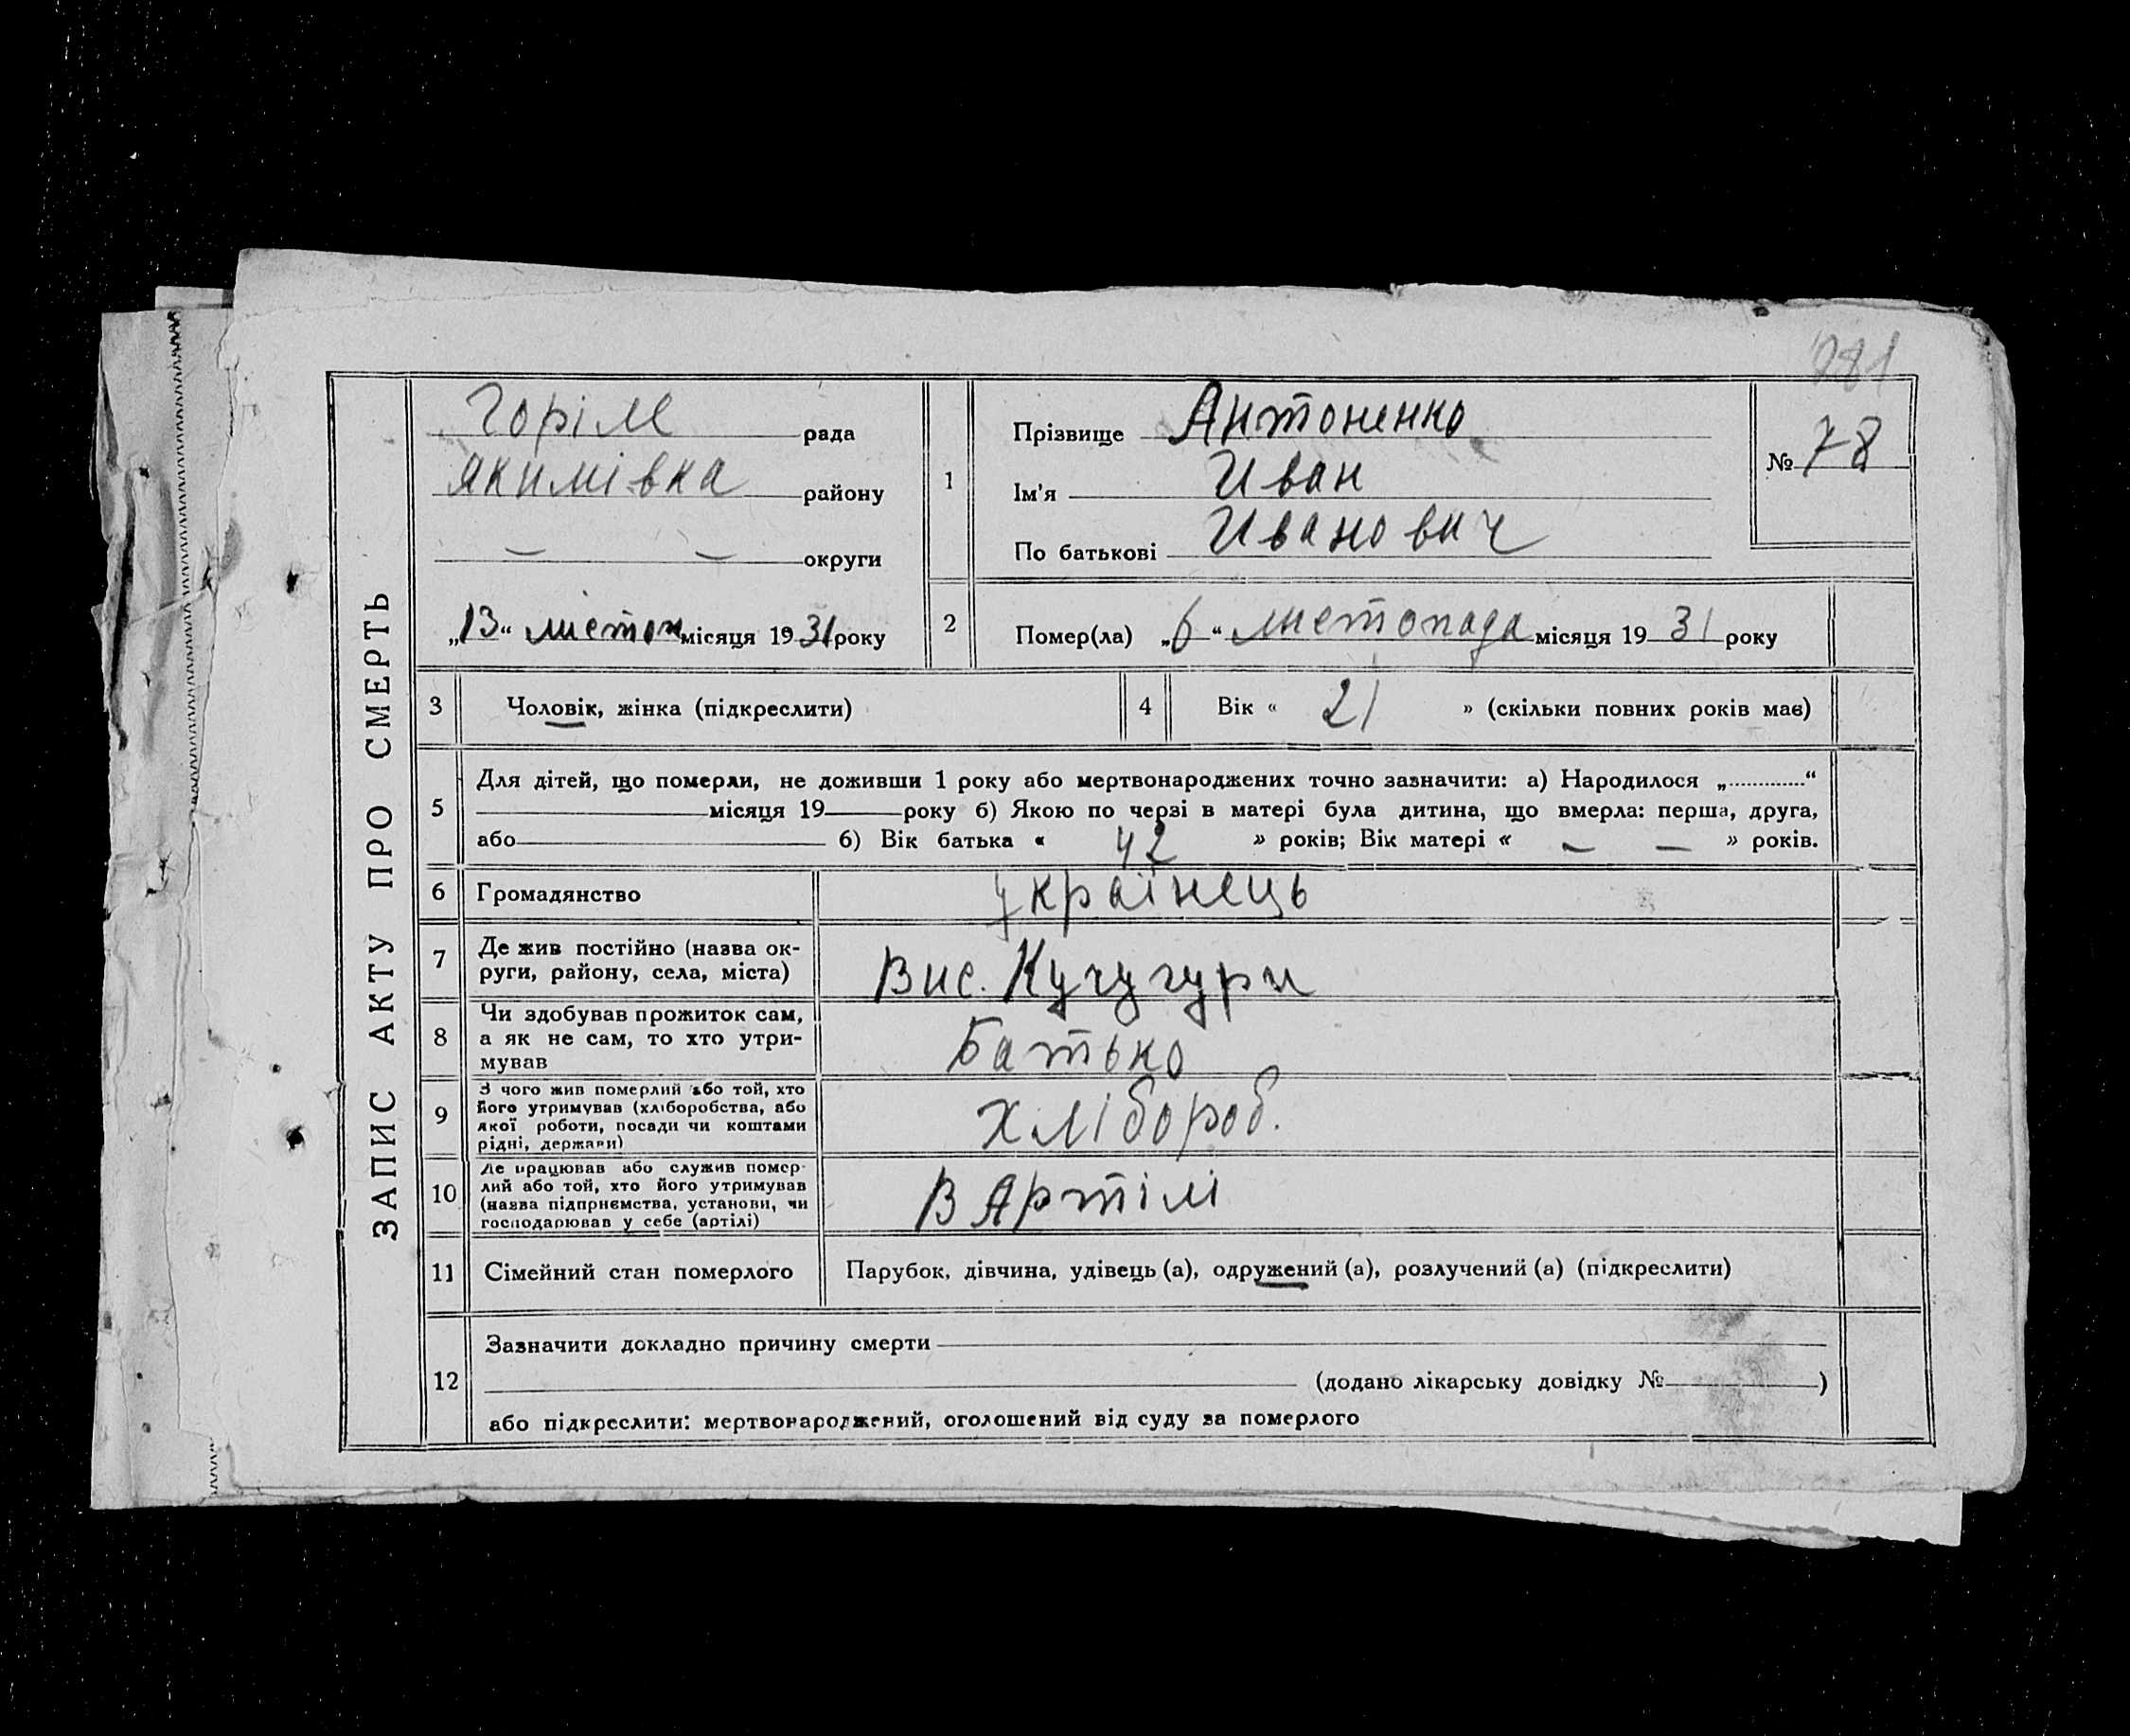 ЗАПИС АКТУ ПРО СМЕРТЬ
Горіле рада
Якимівка району
— — округи
„13“ листоп місяця 1931 року
1
Прізвище Антоненко
Ім'я Иван
По батькові Иванович
№ 78
2
Помер(ла) „6“ листопада місяця 1931 року
3 Чоловік, жінка (підкреслити)
4 Вік « 21 » (скільки повних років має)
5
Для дітей, що померли, не доживши 1 року або мертвонароджених точно зазначити: а) Народилося „.............“
місяця 19 року б) Якою по черзі в матері була дитина, що вмерла: перша, друга,
або б) Вік батька « 42 » років; Вік матері « — — » років.
6 Громадянство Українець
7
Де жив постійно (назва ок-
руги, району, села, міста)
Вис. Кучугури
8
Чи здобував прожиток сам,
а як не сам, то хто утри-
мував
Батько
9
З чого жив померлий або той, хто
його утримував (хліборобства, або
якої роботи, посади чи коштами
рідні, держави)
Хлібороб.
10
Де працював або служив помер-
лий або той, хто його утримував
(назва підприємства, установи, чи
господарював у себе (артілі)
В Артілі
11 Сімейний стан померлого Парубок, дівчина, удівець (а), одружений (а), розлучений (а) (підкреслити)
12
Зазначити докладно причину смерти
(додано лікарську довідку № )
або підкреслити: мертвонароджений, оголошений від суду за померлого